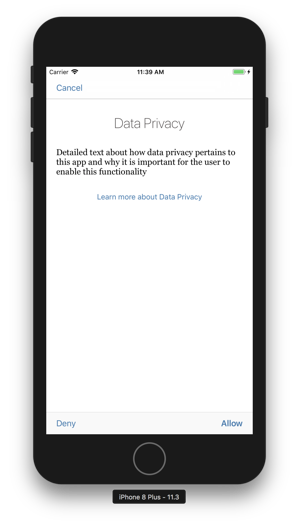 Carrier 11:39 AM
Cancel
Data Privacy
Detailed text about how data privacy pertains to
this app and why it is important for the user to
enable this functionality
Learn more about Data Privacy
Deny Allow
iPhone 8 Plus - 11.3